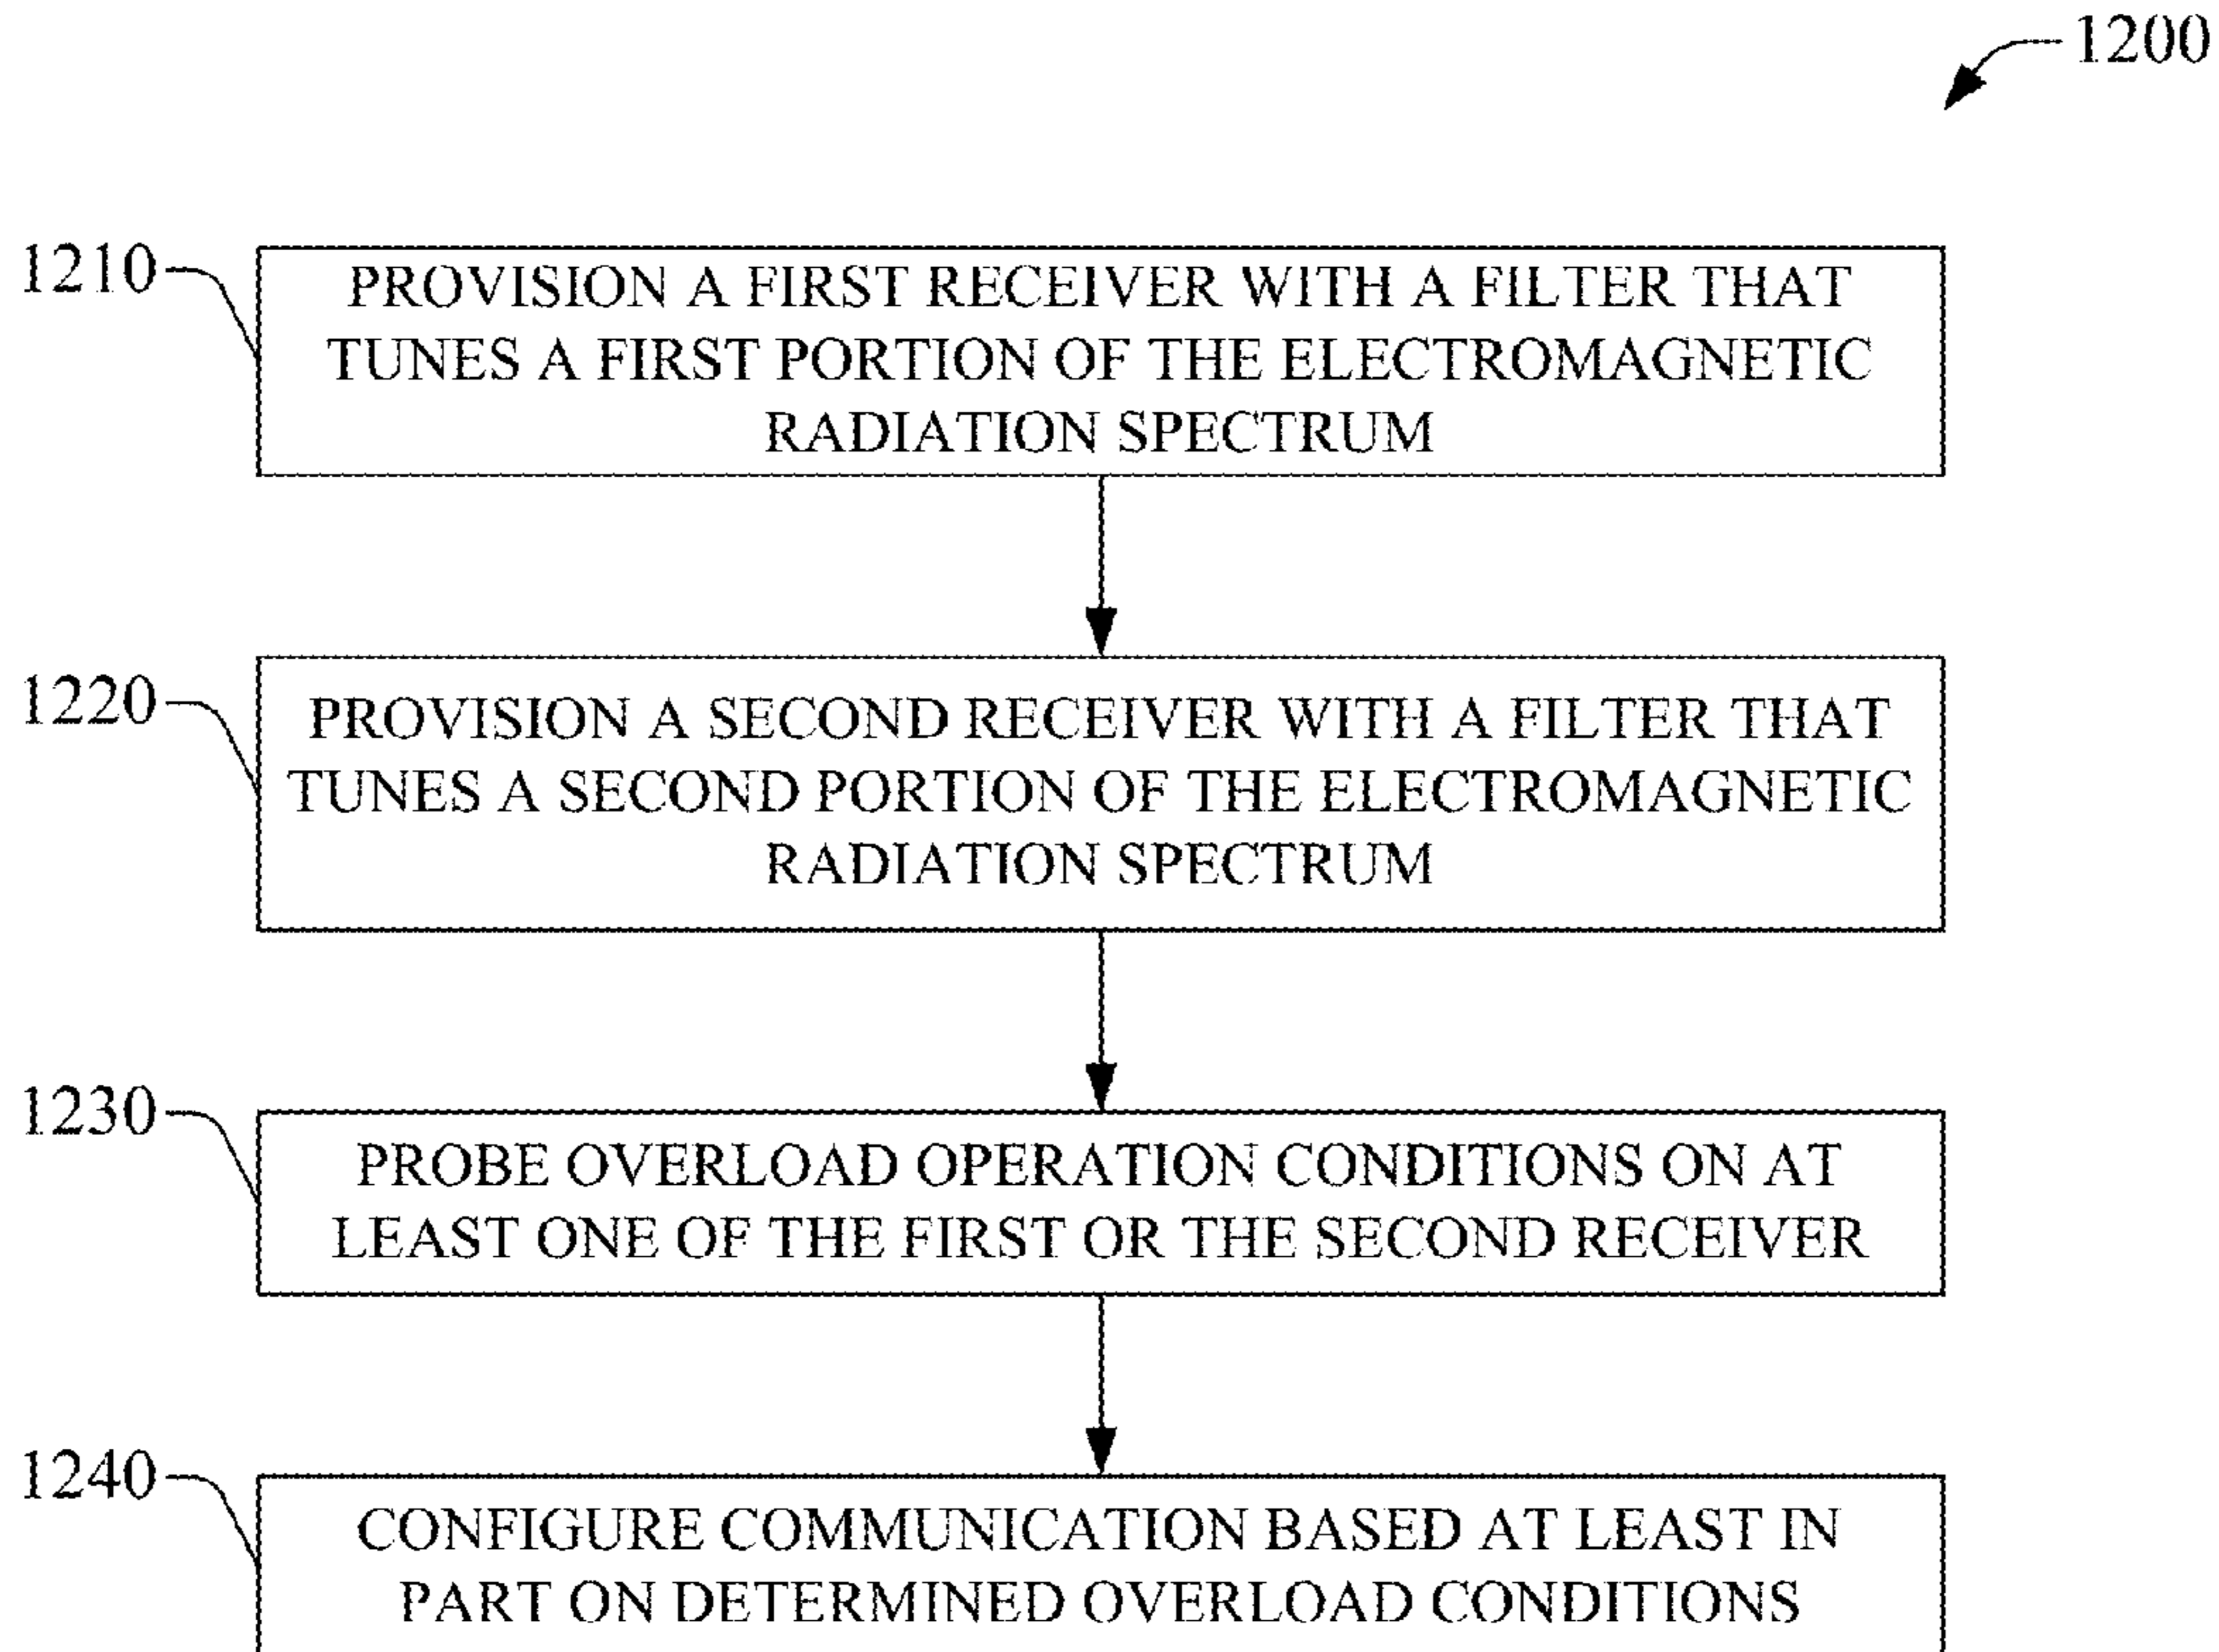 1200
1210
PROVISION A FIRST RECEIVER WITH A FILTER THAT
TUNES A FIRST PORTION OF THE ELECTROMAGNETIC
RADIATION SPECTRUM
1220
PROVISION A SECOND RECEIVER WITH A FILTER THAT
TUNES A SECOND PORTION OF THE ELECTROMAGNETIC
RADIATION SPECTRUM
1230
PROBE OVERLOAD OPERATION CONDITIONS ON AT
LEAST ONE OF THE FIRST OR THE SECOND RECEIVER
1240
CONFIGURE COMMUNICATION BASED AT LEAST IN
PART ON DETERMINED OVERLOAD CONDITIONS